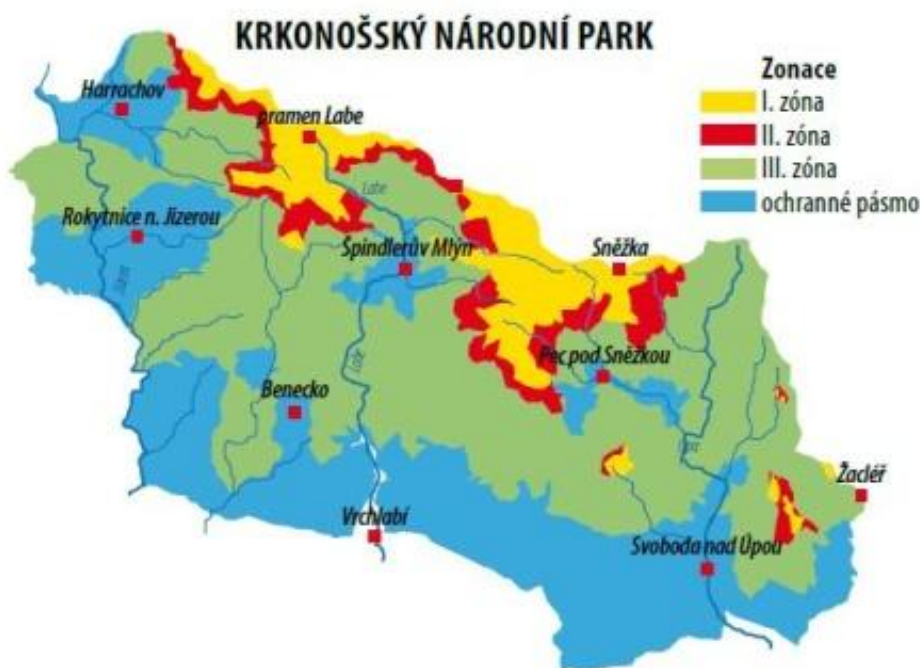 KRKONOŠSKÝ NÁRODNÍ PARK
Zonace
I. zóna
II. zóna
III. zóna
ochranné pásmo
Harrachov
pramen Labe
Labe
Rokytnice n. Jizerou
Špindlerův Mlýn
Sněžka
Labe
Pec pod Sněžkou
Benecko
Žacléř
Vrchlabí
Svoboda nad Úpou